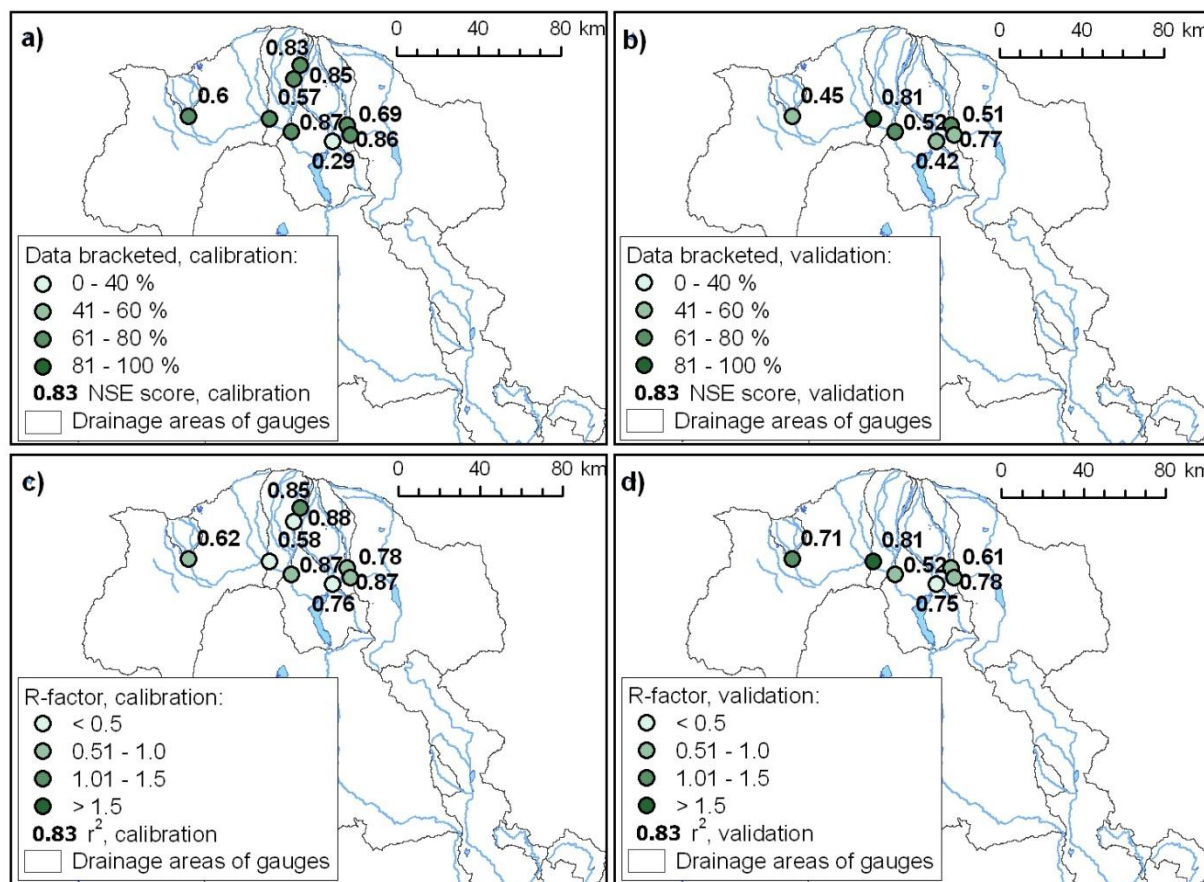 a)
0 40 80 km
0.83
0.85
0.6
0.57
0.87
0.69
0.86
0.29
Data bracketed, calibration:
0 - 40 %
41 - 60 %
61 - 80 %
81 - 100 %
0.83 NSE score, calibration
Drainage areas of gauges
b)
0 40 80 km
0.45
0.81
0.52
0.51
0.77
0.42
Data bracketed, validation:
0 - 40 %
41 - 60 %
61 - 80 %
81 - 100 %
0.83 NSE score, validation
Drainage areas of gauges
c)
0 40 80 km
0.85
0.88
0.62
0.58
0.87
0.78
0.87
0.76
R-factor, calibration:
< 0.5
0.51 - 1.0
1.01 - 1.5
> 1.5
0.83 r², calibration
Drainage areas of gauges
d)
0 40 80 km
0.71
0.81
0.52
0.61
0.78
0.75
R-factor, validation:
< 0.5
0.51 - 1.0
1.01 - 1.5
> 1.5
0.83 r², validation
Drainage areas of gauges